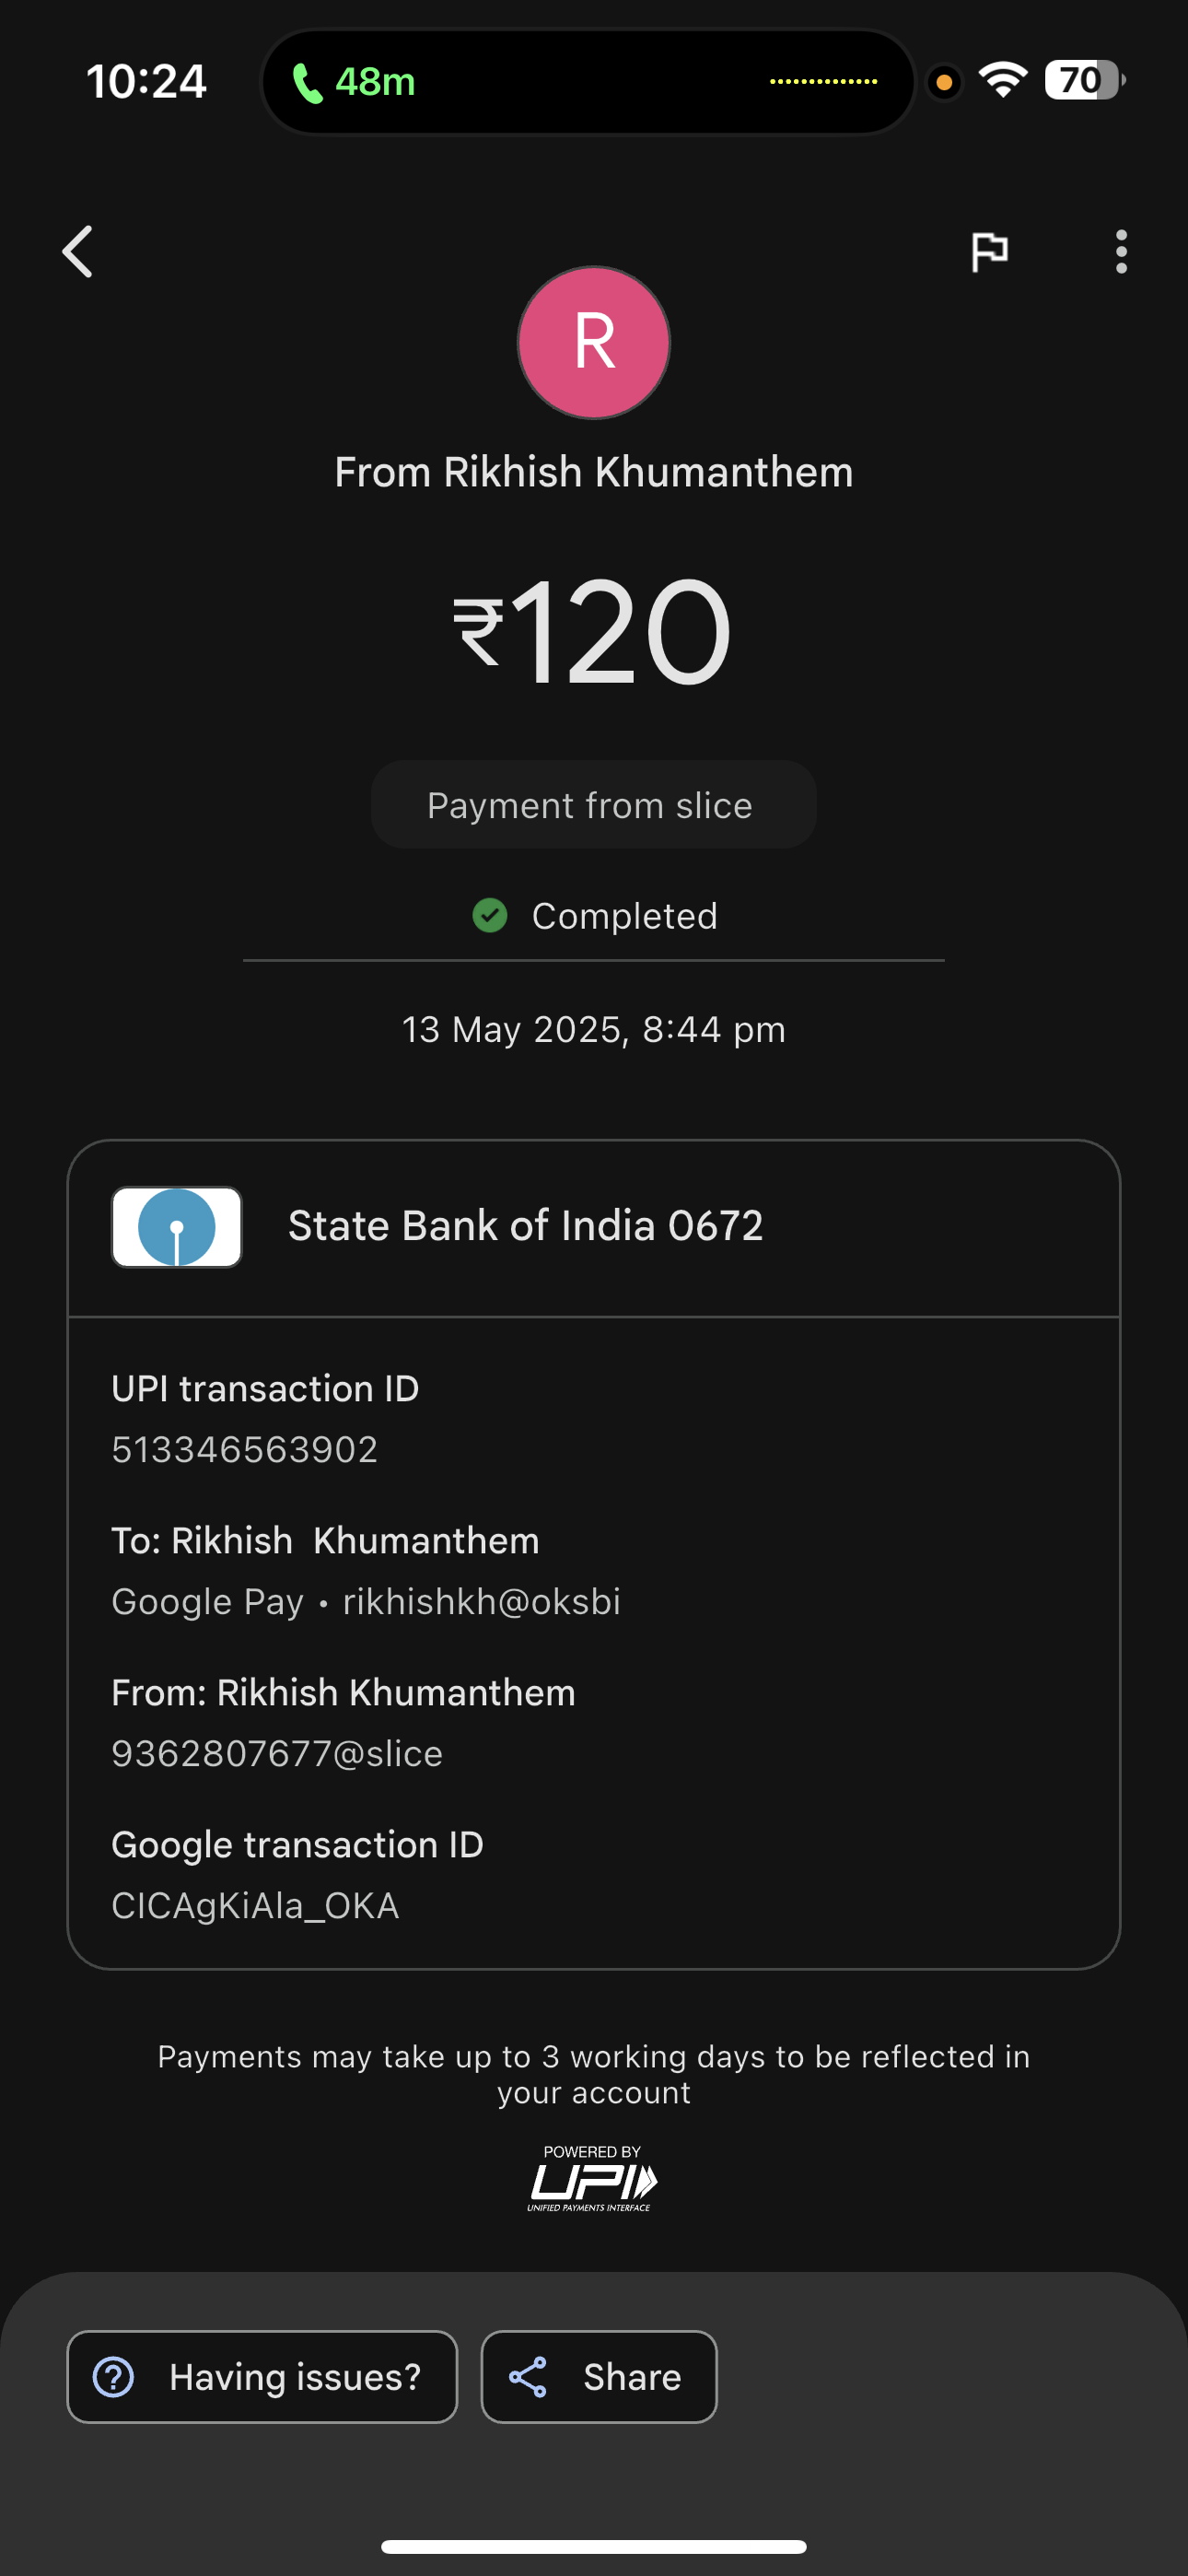 10:24
48m
70
R
From Rikhish Khumanthem
₹120
Payment from slice
Completed
13 May 2025, 8:44 pm
State Bank of India 0672
UPI transaction ID
513346563902
To: Rikhish  Khumanthem
Google Pay • rikhishkh@oksbi
From: Rikhish Khumanthem
9362807677@slice
Google transaction ID
CICAgKiAla_OKA
Payments may take up to 3 working days to be reflected in
your account
POWERED BY
UPI
UNIFIED PAYMENTS INTERFACE
Having issues?
Share